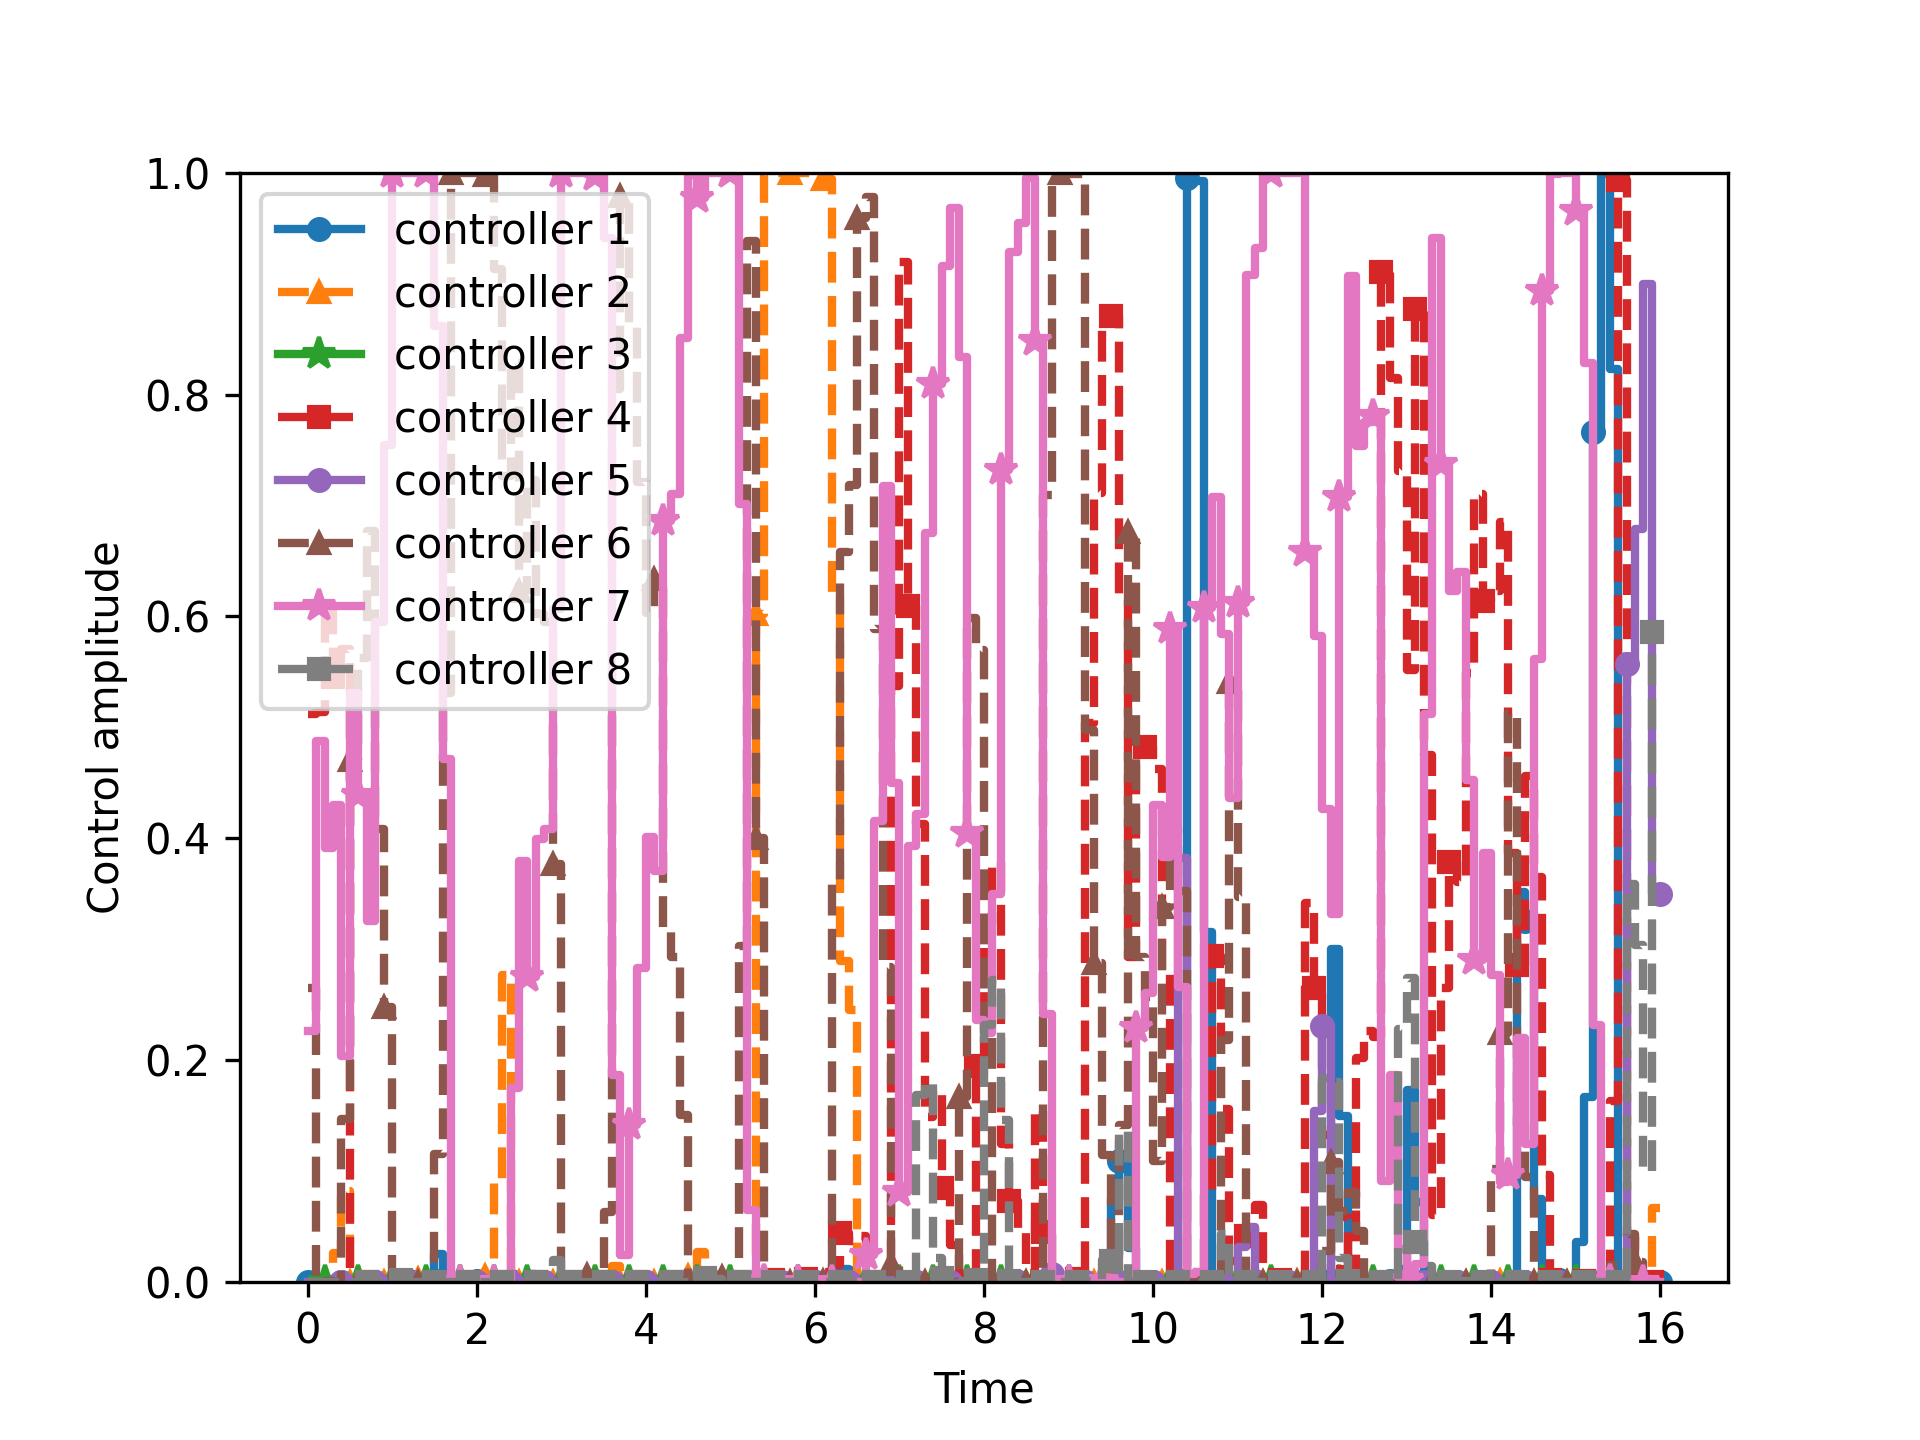 1.0
0.8
0.6
0.4
0.2
0.0
Control amplitude
controller 1
controller 2
controller 3
controller 4
controller 5
controller 6
controller 7
controller 8
0 2 4 6 8 10 12 14 16
Time